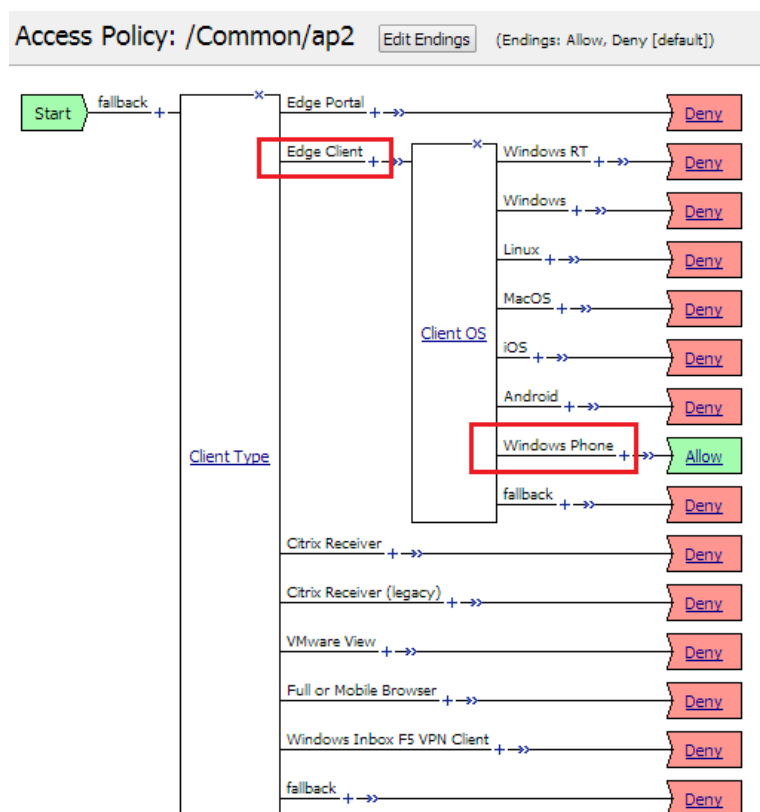 Access Policy: /Common/ap2 Edit Endings (Endings: Allow, Deny [default])
Start fallback + Edge Portal + Deny
Edge Client + Windows RT + Deny
Windows + Deny
Linux + Deny
MacOS + Deny
Client OS
iOS + Deny
Android + Deny
Client Type
Windows Phone + Allow
fallback + Deny
Citrix Receiver + Deny
Citrix Receiver (legacy) + Deny
VMware View + Deny
Full or Mobile Browser + Deny
Windows Inbox F5 VPN Client + Deny
fallback + Deny